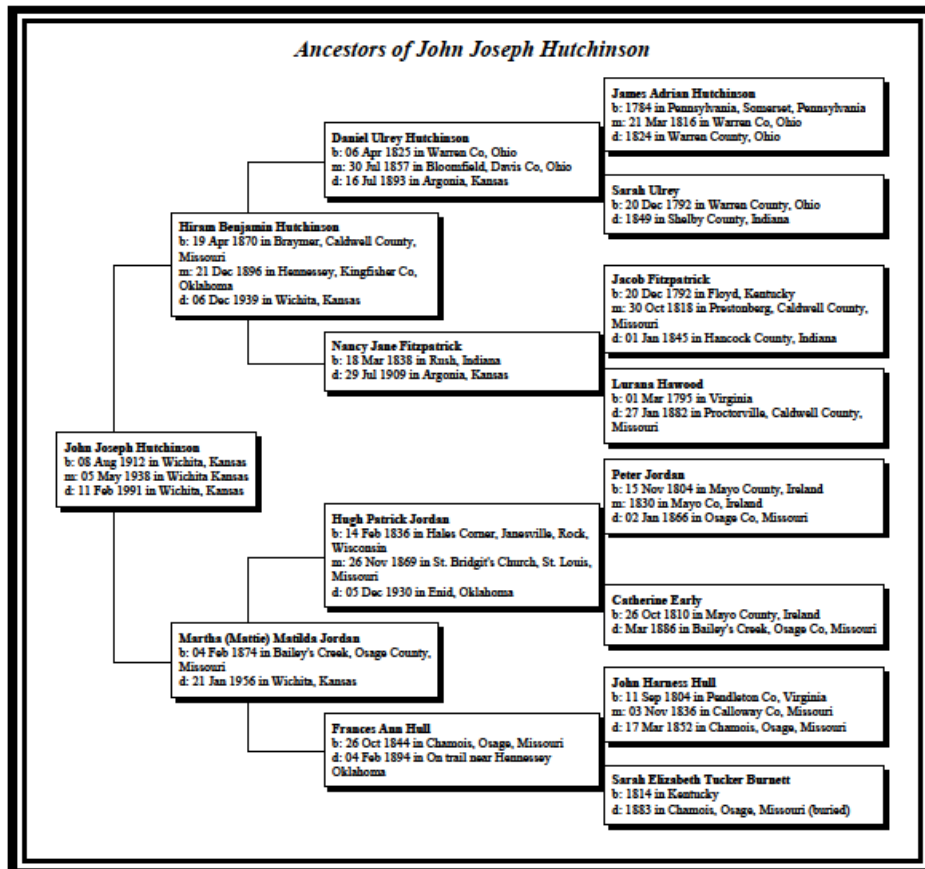 Ancestors of John Joseph Hutchinson
James Adrian Hutchinson
b: 1784 in Pennsylvania, Somerset, Pennsylvania
m: 21 Mar 1816 in Warren Co, Ohio
d: 1824 in Warren County, Ohio
Daniel Ulrey Hutchinson
b: 06 Apr 1825 in Warren Co, Ohio
m: 30 Jul 1857 in Bloomfield, Davis Co, Ohio
d: 16 Jul 1893 in Argonia, Kansas
Sarah Ulrey
b: 20 Dec 1792 in Warren County, Ohio
d: 1849 in Shelby County, Indiana
Hiram Benjamin Hutchinson
b: 19 Apr 1870 in Braymer, Caldwell County,
Missouri
m: 21 Dec 1896 in Hennessey, Kingfisher Co,
Oklahoma
d: 06 Dec 1939 in Wichita, Kansas
Jacob Fitzpatrick
b: 20 Dec 1792 in Floyd, Kentucky
m: 30 Oct 1818 in Prestonberg, Caldwell County,
Missouri
d: 01 Jan 1845 in Hancock County, Indiana
Nancy Jane Fitzpatrick
b: 18 Mar 1838 in Rush, Indiana
d: 29 Jul 1909 in Argonia, Kansas
Lurana Hawood
b: 01 Mar 1795 in Virginia
d: 27 Jan 1882 in Proctorville, Caldwell County,
Missouri
John Joseph Hutchinson
b: 08 Aug 1912 in Wichita, Kansas
m: 05 May 1938 in Wichita Kansas
d: 11 Feb 1991 in Wichita, Kansas
Peter Jordan
b: 15 Nov 1804 in Mayo County, Ireland
m: 1830 in Mayo Co, Ireland
d: 02 Jan 1866 in Osage Co, Missouri
Hugh Patrick Jordan
b: 14 Feb 1836 in Hales Corner, Janesville, Rock,
Wisconsin
m: 26 Nov 1869 in St. Bridgit's Church, St. Louis,
Missouri
d: 05 Dec 1930 in Enid, Oklahoma
Catherine Early
b: 26 Oct 1810 in Mayo County, Ireland
d: Mar 1886 in Bailey's Creek, Osage Co, Missouri
Martha (Mattie) Matilda Jordan
b: 04 Feb 1874 in Bailey's Creek, Osage County,
Missouri
d: 21 Jan 1956 in Wichita, Kansas
John Harness Hull
b: 11 Sep 1804 in Pendleton Co, Virginia
m: 03 Nov 1836 in Calloway Co, Missouri
d: 17 Mar 1852 in Chamois, Osage, Missouri
Frances Ann Hull
b: 26 Oct 1844 in Chamois, Osage, Missouri
d: 04 Feb 1894 in On trail near Hennessey
Oklahoma
Sarah Elizabeth Tucker Burnett
b: 1814 in Kentucky
d: 1883 in Chamois, Osage, Missouri (buried)